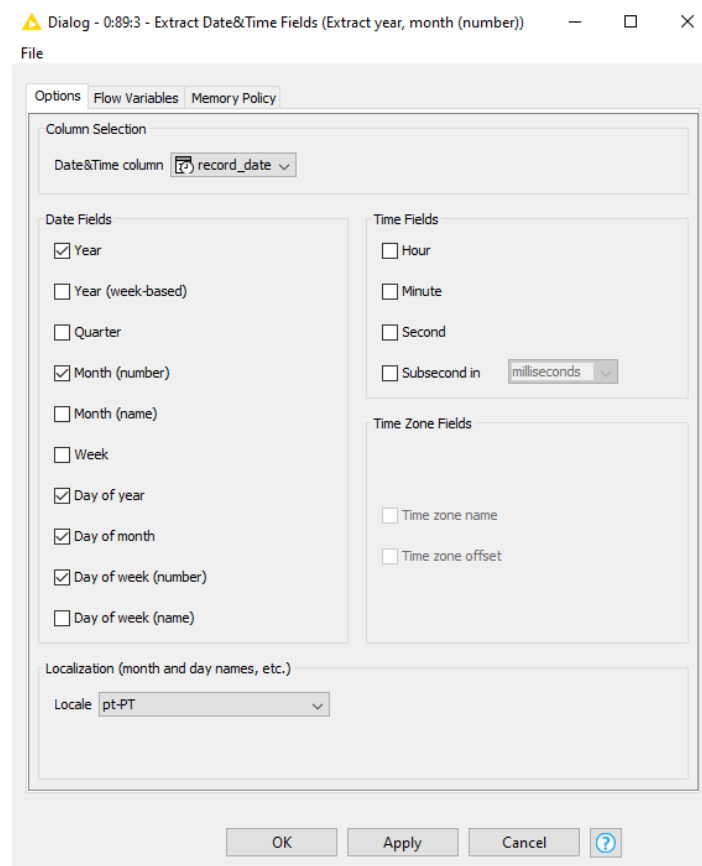 Dialog - 0:89:3 - Extract Date&Time Fields (Extract year, month (number))
File
Options Flow Variables Memory Policy
Column Selection
Date&Time column record_date
Date Fields
Year
Year (week-based)
Quarter
Month (number)
Month (name)
Week
Day of year
Day of month
Day of week (number)
Day of week (name)
Time Fields
Hour
Minute
Second
Subsecond in milliseconds
Time Zone Fields
Time zone name
Time zone offset
Localization (month and day names, etc.)
Locale pt-PT
OK Apply Cancel ?